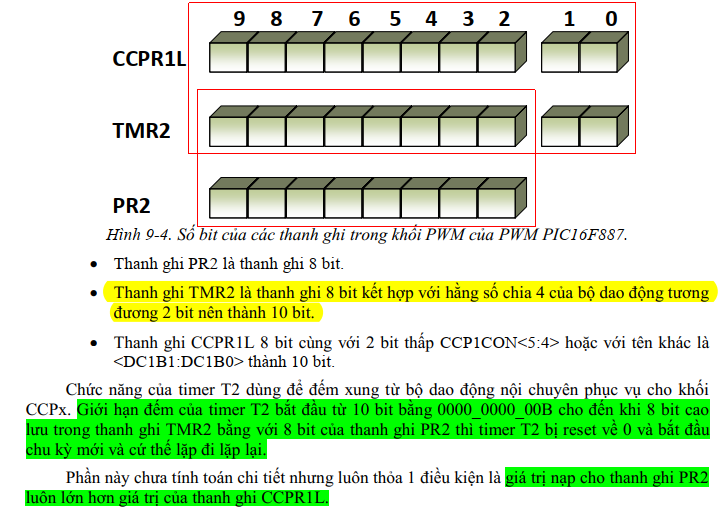 9 8 7 6 5 4 3 2 1 0
CCPR1L
TMR2
PR2
Hình 9-4. Số bit của các thanh ghi trong khối PWM của PWM PIC16F887.
• Thanh ghi PR2 là thanh ghi 8 bit.
• Thanh ghi TMR2 là thanh ghi 8 bit kết hợp với hằng số chia 4 của bộ dao động tương
đương 2 bit nên thành 10 bit.
• Thanh ghi CCPR1L 8 bit cùng với 2 bit thấp CCP1CON<5:4> hoặc với tên khác là
<DC1B1:DC1B0> thành 10 bit.
Chức năng của timer T2 dùng để đếm xung từ bộ dao động nội chuyên phục vụ cho khối
CCPx. Giới hạn đếm của timer T2 bắt đầu từ 10 bit bằng 0000_0000_00B cho đến khi 8 bit cao
lưu trong thanh ghi TMR2 bằng với 8 bit của thanh ghi PR2 thì timer T2 bị reset về 0 và bắt đầu
chu kỳ mới và cứ thế lặp đi lặp lại.
Phần này chưa tính toán chi tiết nhưng luôn thỏa 1 điều kiện là giá trị nạp cho thanh ghi PR2
luôn lớn hơn giá trị của thanh ghi CCPR1L.